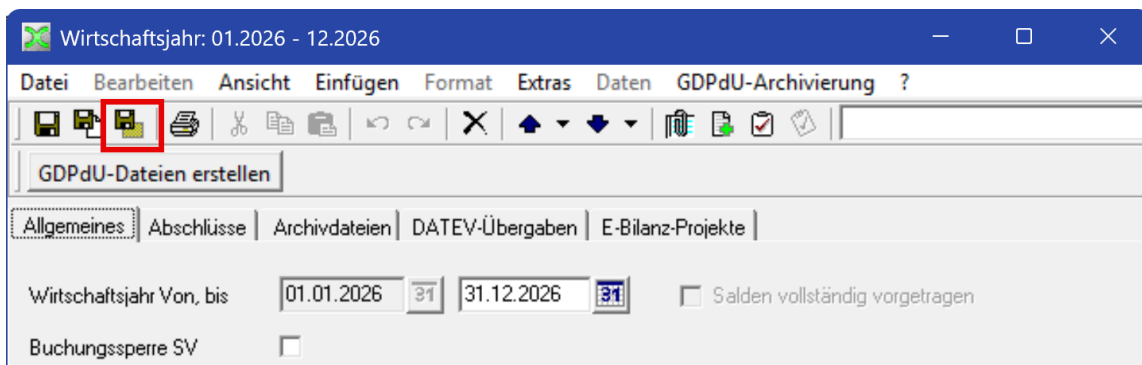 Wirtschaftsjahr: 01.2026 - 12.2026
Datei Bearbeiten Ansicht Einfügen Format Extras Daten GDPdU-Archivierung ?
GDPdU-Dateien erstellen
Allgemeines Abschlüsse Archivdateien DATEV-Übergaben E-Bilanz-Projekte
Wirtschaftsjahr Von, bis 01.01.2026 31 31.12.2026 31 Salden vollständig vorgetragen
Buchungssperre SV